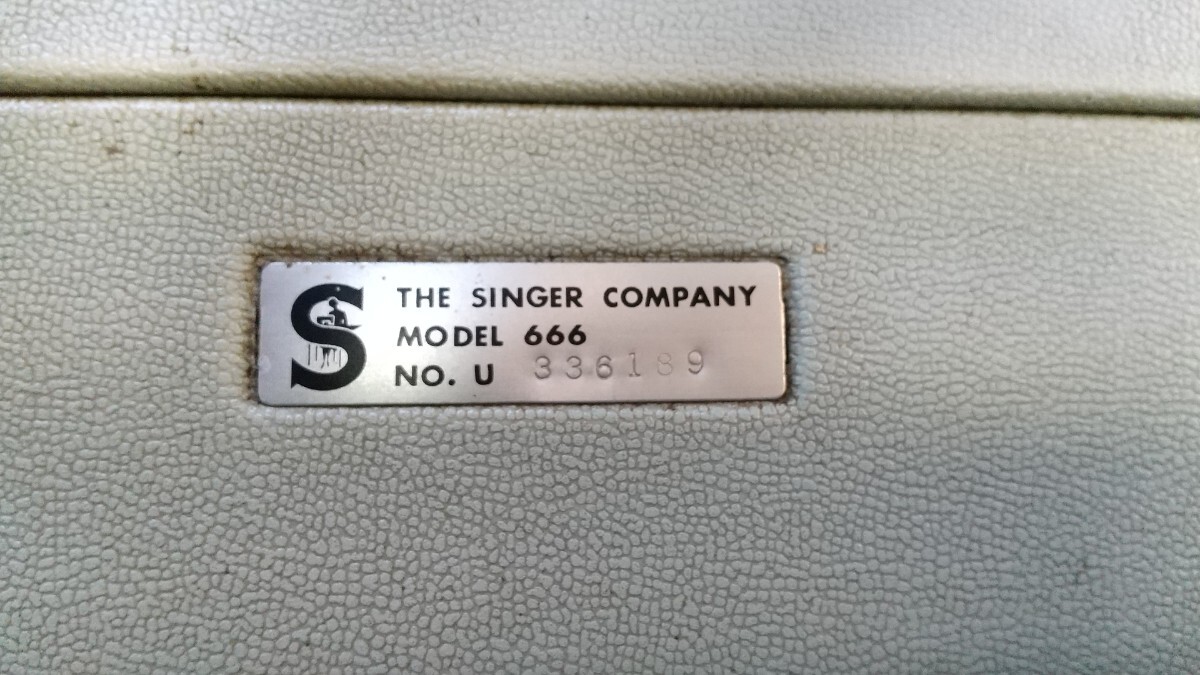 THE SINGER COMPANY
MODEL 666
NO. U 336189